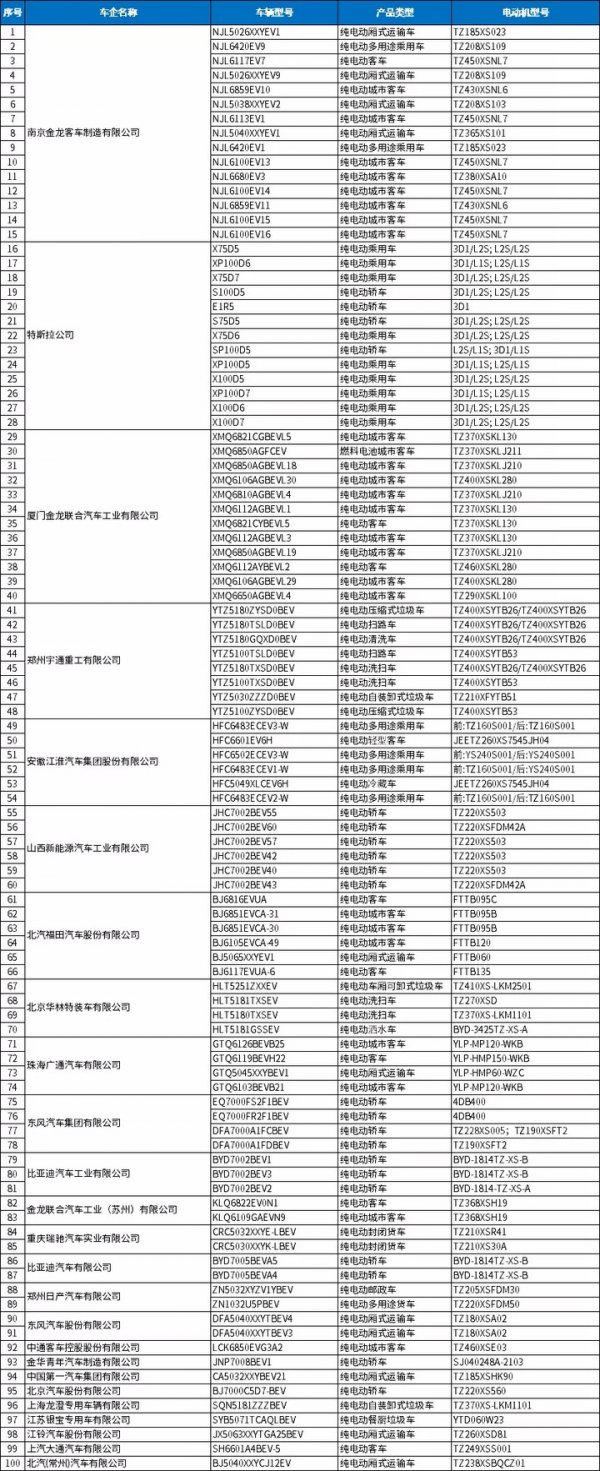 序号 车企名称 车辆型号 产品类型 电动机型号
1 南京金龙客车制造有限公司 NJL5026XXYEV1 纯电动厢式运输车 TZ185XS023
2 NJL6420EV9 纯电动多用途乘用车 TZ208XS109
3 NJL6117EV7 纯电动客车 TZ450XSNL7
4 NJL5026XXYEV9 纯电动厢式运输车 TZ208XS109
5 NJL6859EV10 纯电动城市客车 TZ430XSNL6
6 NJL5038XXYEV2 纯电动厢式运输车 TZ208XS103
7 NJL6113EV1 纯电动城市客车 TZ450XSNL7
8 NJL5040XXYEV1 纯电动厢式运输车 TZ365XS101
9 NJL6420EV1 纯电动多用途乘用车 TZ185XS023
10 NJL6100EV13 纯电动城市客车 TZ450XSNL7
11 NJL6680EV3 纯电动城市客车 TZ380XSA10
12 NJL6100EV14 纯电动城市客车 TZ450XSNL7
13 NJL6859EV11 纯电动城市客车 TZ430XSNL6
14 NJL6100EV15 纯电动城市客车 TZ450XSNL7
15 NJL6100EV16 纯电动城市客车 TZ450XSNL7
16 特斯拉公司 X75D5 纯电动乘用车 3D1/L2S; L2S/L2S
17 XP100D6 纯电动乘用车 3D1/L1S; L2S/L1S
18 X75D7 纯电动乘用车 3D1/L2S; L2S/L2S
19 S100D5 纯电动轿车 3D1/L2S; L2S/L2S
20 E1R5 纯电动轿车 3D1
21 S75D5 纯电动轿车 3D1/L2S; L2S/L2S
22 X75D6 纯电动乘用车 3D1/L2S; L2S/L2S
23 SP100D5 纯电动轿车 L2S/L1S; 3D1/L1S
24 XP100D5 纯电动乘用车 3D1/L1S; L2S/L1S
25 X100D5 纯电动乘用车 3D1/L2S; L2S/L2S
26 XP100D7 纯电动乘用车 3D1/L1S; L2S/L1S
27 X100D6 纯电动乘用车 3D1/L2S; L2S/L2S
28 X100D7 纯电动乘用车 3D1/L2S; L2S/L2S
29 厦门金龙联合汽车工业有限公司 XMQ6821CGBEVL5 纯电动城市客车 TZ370XSKL130
30 XMQ6850AGFCEV 燃料电池城市客车 TZ370XSKLJ211
31 XMQ6850AGBEVL18 纯电动城市客车 TZ370XSKLJ210
32 XMQ6106AGBEVL30 纯电动城市客车 TZ400XSKL280
33 XMQ6810AGBEVL4 纯电动城市客车 TZ370XSKLJ210
34 XMQ6112AGBEVL1 纯电动城市客车 TZ370XSKL130
35 XMQ6821CYBEVL5 纯电动客车 TZ370XSKL130
36 XMQ6112AGBEVL3 纯电动城市客车 TZ370XSKL130
37 XMQ6850AGBEVL19 纯电动城市客车 TZ370XSKLJ210
38 XMQ6112AYBEVL2 纯电动客车 TZ460XSKL280
39 XMQ6106AGBEVL29 纯电动城市客车 TZ400XSKL280
40 XMQ6650AGBEVL4 纯电动城市客车 TZ290XSKL100
41 郑州宇通重工有限公司 YTZ5180ZYSD0BEV 纯电动压缩式垃圾车 TZ400XSYTB26/TZ400XSYTB26
42 YTZ5180TSLD0BEV 纯电动扫路车 TZ400XSYTB26/TZ400XSYTB26
43 YTZ5180GQXD0BEV 纯电动清洗车 TZ400XSYTB26/TZ400XSYTB26
44 YTZ5100TSLD0BEV 纯电动扫路车 TZ400XSYTB53
45 YTZ5180TXSD0BEV 纯电动洗扫车 TZ400XSYTB26/TZ400XSYTB26
46 YTZ5100TXSD0BEV 纯电动洗扫车 TZ400XSYTB53
47 YTZ5030ZZZD0BEV 纯电动自装卸式垃圾车 TZ210XFYTB51
48 YTZ5100ZYSD0BEV 纯电动压缩式垃圾车 TZ400XSYTB53
49 安徽江淮汽车集团股份有限公司 HFC6483ECEV3-W 纯电动多用途乘用车 前:TZ160S001/后:TZ160S001
50 HFC6601EV6H 纯电动轻型客车 JEETZ260XS7545JH04
51 HFC6502ECEV3-W 纯电动多用途乘用车 前:YS240S001/后:YS240S001
52 HFC6483ECEV1-W 纯电动多用途乘用车 前:TZ160S001/后:YS240S001
53 HFC5049XLCEV6H 纯电动冷藏车 JEETZ260XS7545JH04
54 HFC6483ECEV2-W 纯电动多用途乘用车 前:TZ160S001/后:TZ160S001
55 山西新能源汽车工业有限公司 JHC7002BEV55 纯电动轿车 TZ220XS503
56 JHC7002BEV60 纯电动轿车 TZ220XSFDM42A
57 JHC7002BEV57 纯电动轿车 TZ220XS503
58 JHC7002BEV42 纯电动轿车 TZ220XS503
59 JHC7002BEV40 纯电动轿车 TZ220XS503
60 JHC7002BEV43 纯电动轿车 TZ220XSFDM42A
61 北汽福田汽车股份有限公司 BJ6816EVUA 纯电动客车 FTTB095C
62 BJ6851EVCA-31 纯电动城市客车 FTTB095B
63 BJ6851EVCA-30 纯电动城市客车 FTTB095B
64 BJ6105EVCA-49 纯电动城市客车 FTTB120
65 BJ5065XXYEV1 纯电动厢式运输车 FTTB060
66 BJ6117EVUA-6 纯电动客车 FTTB135
67 北京华林特装车有限公司 HLT5251ZXXEV 纯电动车厢可卸式垃圾车 TZ410XS-LKM2501
68 HLT5181TXSEV 纯电动洗扫车 TZ270XSD
69 HLT5180TXSEV 纯电动洗扫车 TZ370XS-LKM1101
70 HLT5181GSSEV 纯电动洒水车 BYD-3425TZ-XS-A
71 珠海广通汽车有限公司 GTQ6126BEVB25 纯电动城市客车 YLP-MP120-WKB
72 GTQ6119BEVH22 纯电动客车 YLP-HMP150-WKB
73 GTQ5045XXYBEV1 纯电动厢式运输车 YLP-HMP60-WZC
74 GTQ6103BEVB21 纯电动城市客车 YLP-MP120-WKB
75 东风汽车集团有限公司 EQ7000FS2F1BEV 纯电动轿车 4DB400
76 EQ7000FR2F1BEV 纯电动轿车 4DB400
77 DFA7000A1FCBEV 纯电动轿车 TZ228XS005；TZ190XSFT2
78 DFA7000A1FDBEV 纯电动轿车 TZ190XSFT2
79 比亚迪汽车工业有限公司 BYD7002BEV1 纯电动轿车 BYD-1814TZ-XS-B
80 BYD7002BEV3 纯电动轿车 BYD-1814TZ-XS-B
81 BYD7002BEV2 纯电动轿车 BYD-1814-TZ-XS-A
82 金龙联合汽车工业（苏州）有限公司 KLQ6822EV0N1 纯电动客车 TZ368XSH19
83 KLQ6109GAEVN9 纯电动城市客车 TZ368XSH19
84 重庆瑞驰汽车实业有限公司 CRC5032XXYE-LBEV 纯电动封闭货车 TZ210XSR41
85 CRC5030XXYK-LBEV 纯电动封闭货车 TZ210XS30A
86 比亚迪汽车有限公司 BYD7005BEVA5 纯电动轿车 BYD-1814TZ-XS-B
87 BYD7005BEVA4 纯电动轿车 BYD-1814TZ-XS-B
88 郑州日产汽车有限公司 ZN5032XYZV1YBEV 纯电动邮政车 TZ205XSFDM30
89 ZN1032U5PBEV 纯电动多用途货车 TZ220XSFDM50
90 东风汽车股份有限公司 DFA5040XXYTBEV4 纯电动厢式运输车 TZ180XSA02
91 DFA5040XXYTBEV3 纯电动厢式运输车 TZ180XSA02
92 中通客车控股股份有限公司 LCK6850EVG3A2 纯电动城市客车 TZ460XSE03
93 金华青年汽车制造有限公司 JNP7008BEV1 纯电动轿车 SJ040248A-2103
94 中国第一汽车集团有限公司 CA5032XXYBEV21 纯电动厢式运输车 TZ185XSHK90
95 北京汽车股份有限公司 BJ7000C5D7-BEV 纯电动轿车 TZ220XS560
96 上海龙澄专用车辆有限公司 SQN5181ZZZBEV 纯电动自装卸式垃圾车 TZ370XS-LKM1101
97 江苏银宝专用车有限公司 SYB5071TCAQLBEV 纯电动餐厨垃圾车 YTD060W23
98 江铃汽车股份有限公司 JX5063XXYTGA25BEV 纯电动厢式运输车 TZ260XSD81
99 上汽大通汽车有限公司 SH6601A4BEV-5 纯电动客车 TZ249XSS001
100 北汽(常州)汽车有限公司 BJ5040XXYCJ12EV 纯电动厢式运输车 TZ238XSBQCZ01